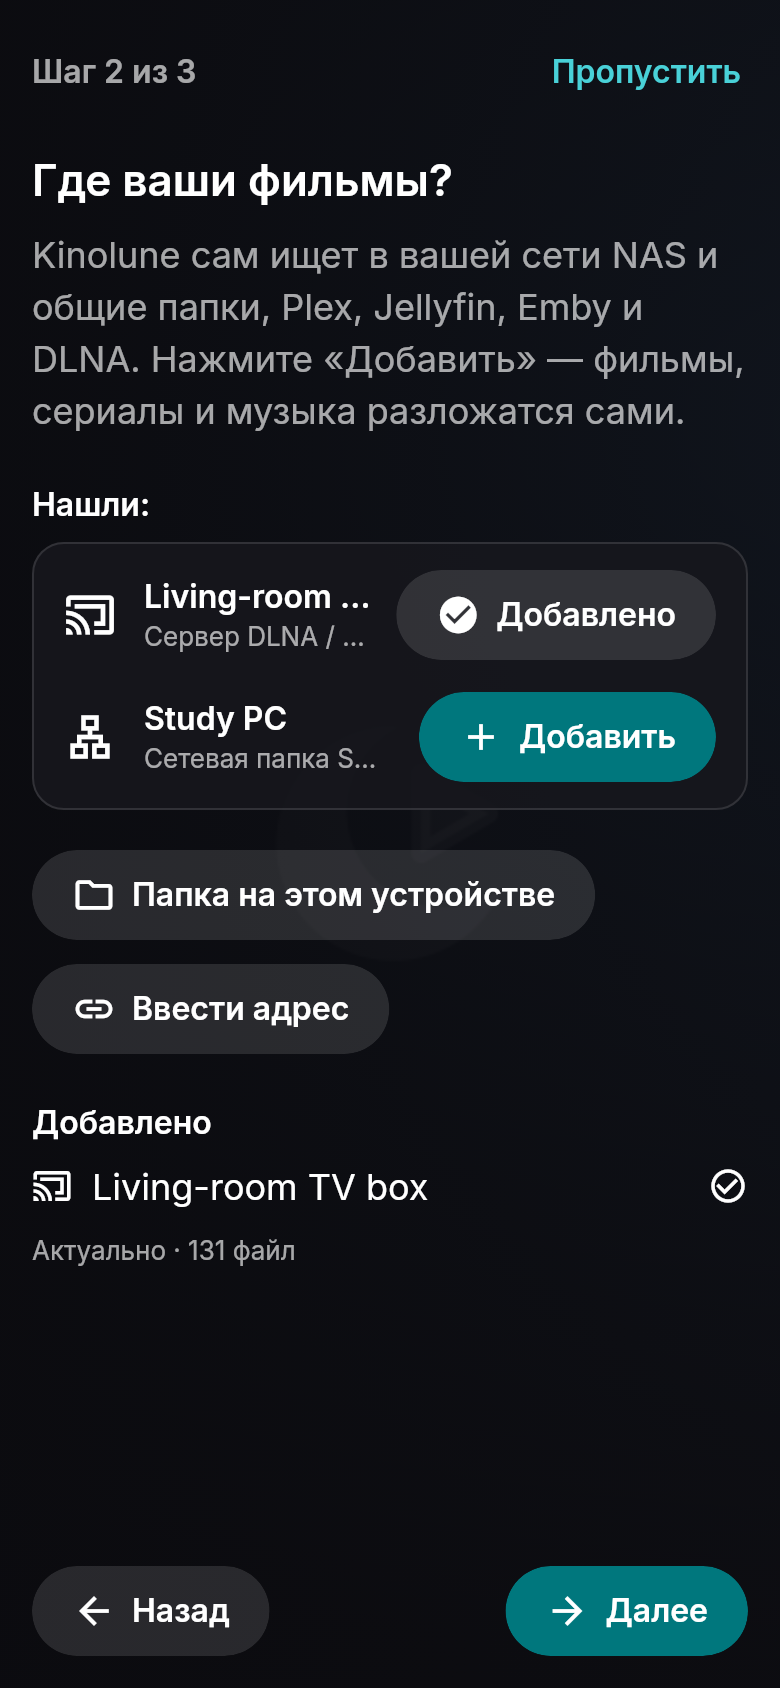 Шаг 2 из 3
Пропустить
Где ваши фильмы?
Kinolune сам ищет в вашей сети NAS и
общие папки, Plex, Jellyfin, Emby и
DLNA. Нажмите «Добавить» — фильмы,
сериалы и музыка разложатся сами.
Нашли:
Living-room ...
Сервер DLNA / ...
Добавлено
Study PC
Сетевая папка S...
Добавить
Папка на этом устройстве
Ввести адрес
Добавлено
Living-room TV box
Актуально · 131 файл
Назад
Далее